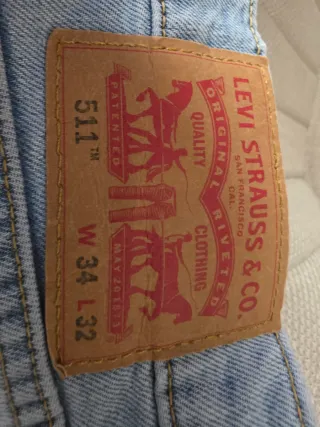 LEVI STRAUSS & CO.
SAN FRANCISCO
CAL.
ORIGINAL RIVETED
QUALITY CLOTHING
PATENTED
511™ W 34 L 32